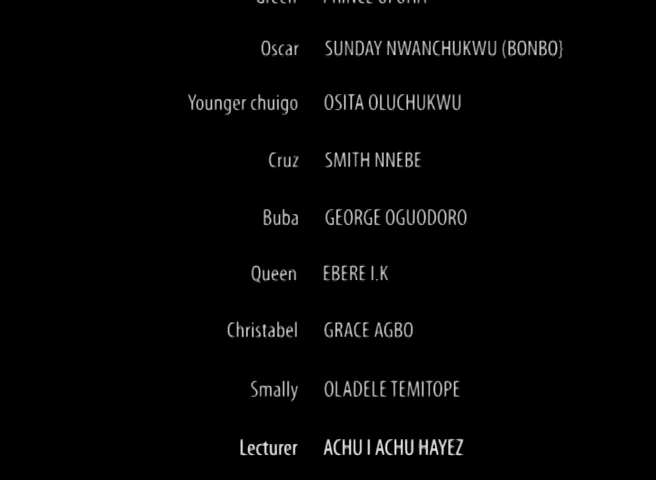 Oscar SUNDAY NWANCHUKWU (BONBO}
Younger chuigo OSITA OLUCHUKWU
Cruz SMITH NNEBE
Buba GEORGE OGUODORO
Queen EBERE I.K
Christabel GRACE AGBO
Smally OLADELE TEMITOPE
Lecturer ACHU I ACHU HAYEZ